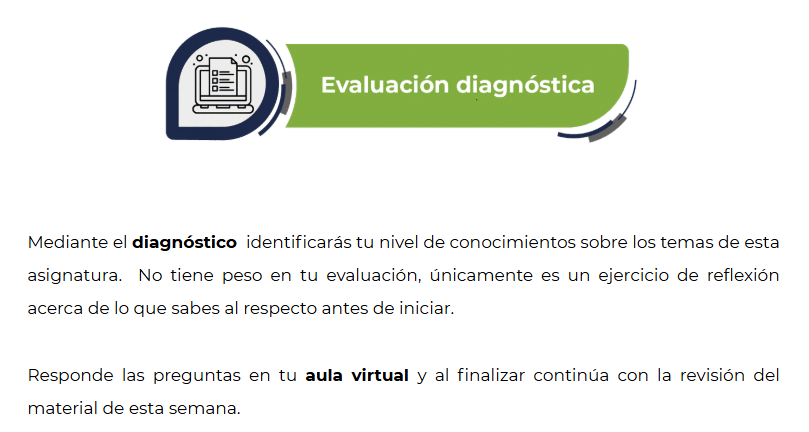 Evaluación diagnóstica
Mediante el diagnóstico identificarás tu nivel de conocimientos sobre los temas de esta
asignatura. No tiene peso en tu evaluación, únicamente es un ejercicio de reflexión
acerca de lo que sabes al respecto antes de iniciar.
Responde las preguntas en tu aula virtual y al finalizar continúa con la revisión del
material de esta semana.